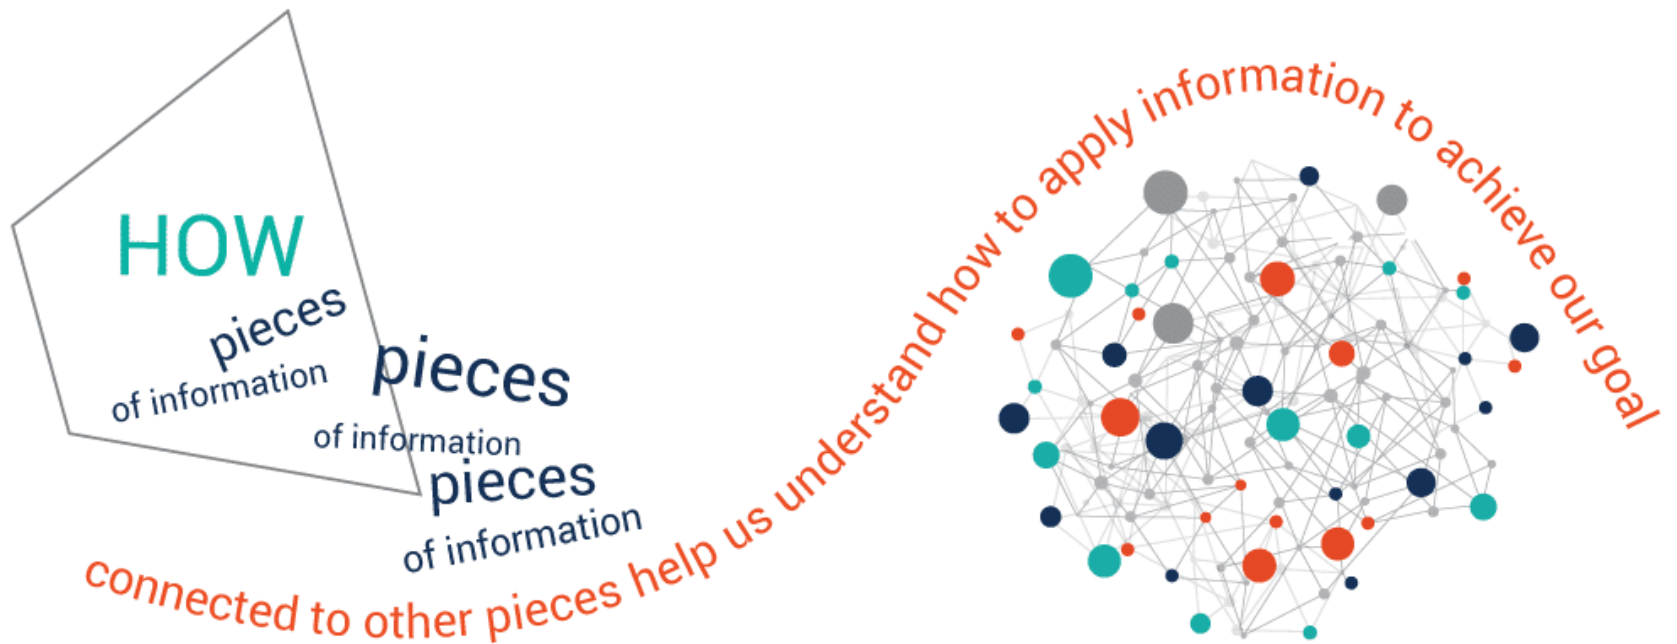 HOW
pieces
of information
pieces
of information
pieces
of information
connected to other pieces help us understand how to apply information to achieve our goal